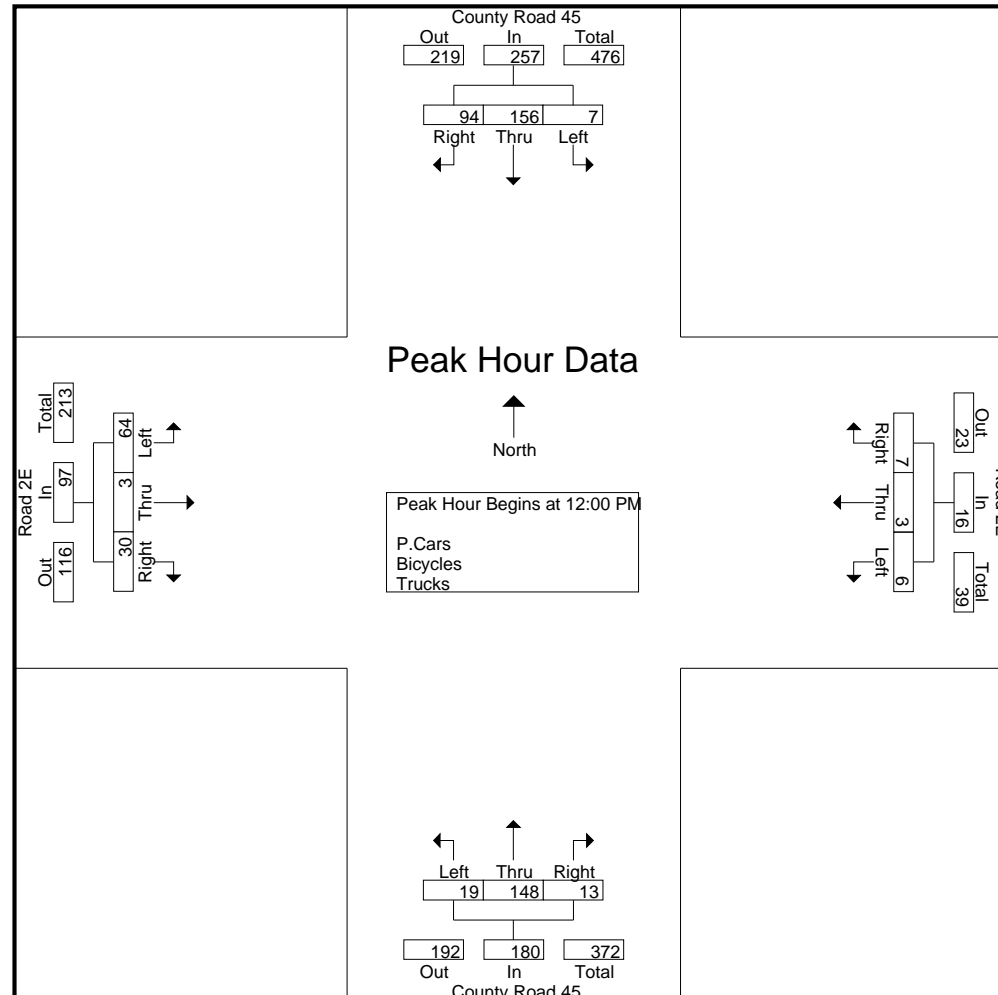 County Road 45
Out In Total
219 257 476
94 156 7
Right Thru Left
Peak Hour Data
North
Peak Hour Begins at 12:00 PM
P.Cars
Bicycles
Trucks
Road 2E
Out In Total
116 97 213
Left Thru Right
64 3 30
Right Thru Left
7 3 6
Out In Total
23 16 39
Left Thru Right
19 148 13
192 180 372
Out In Total
County Road 45